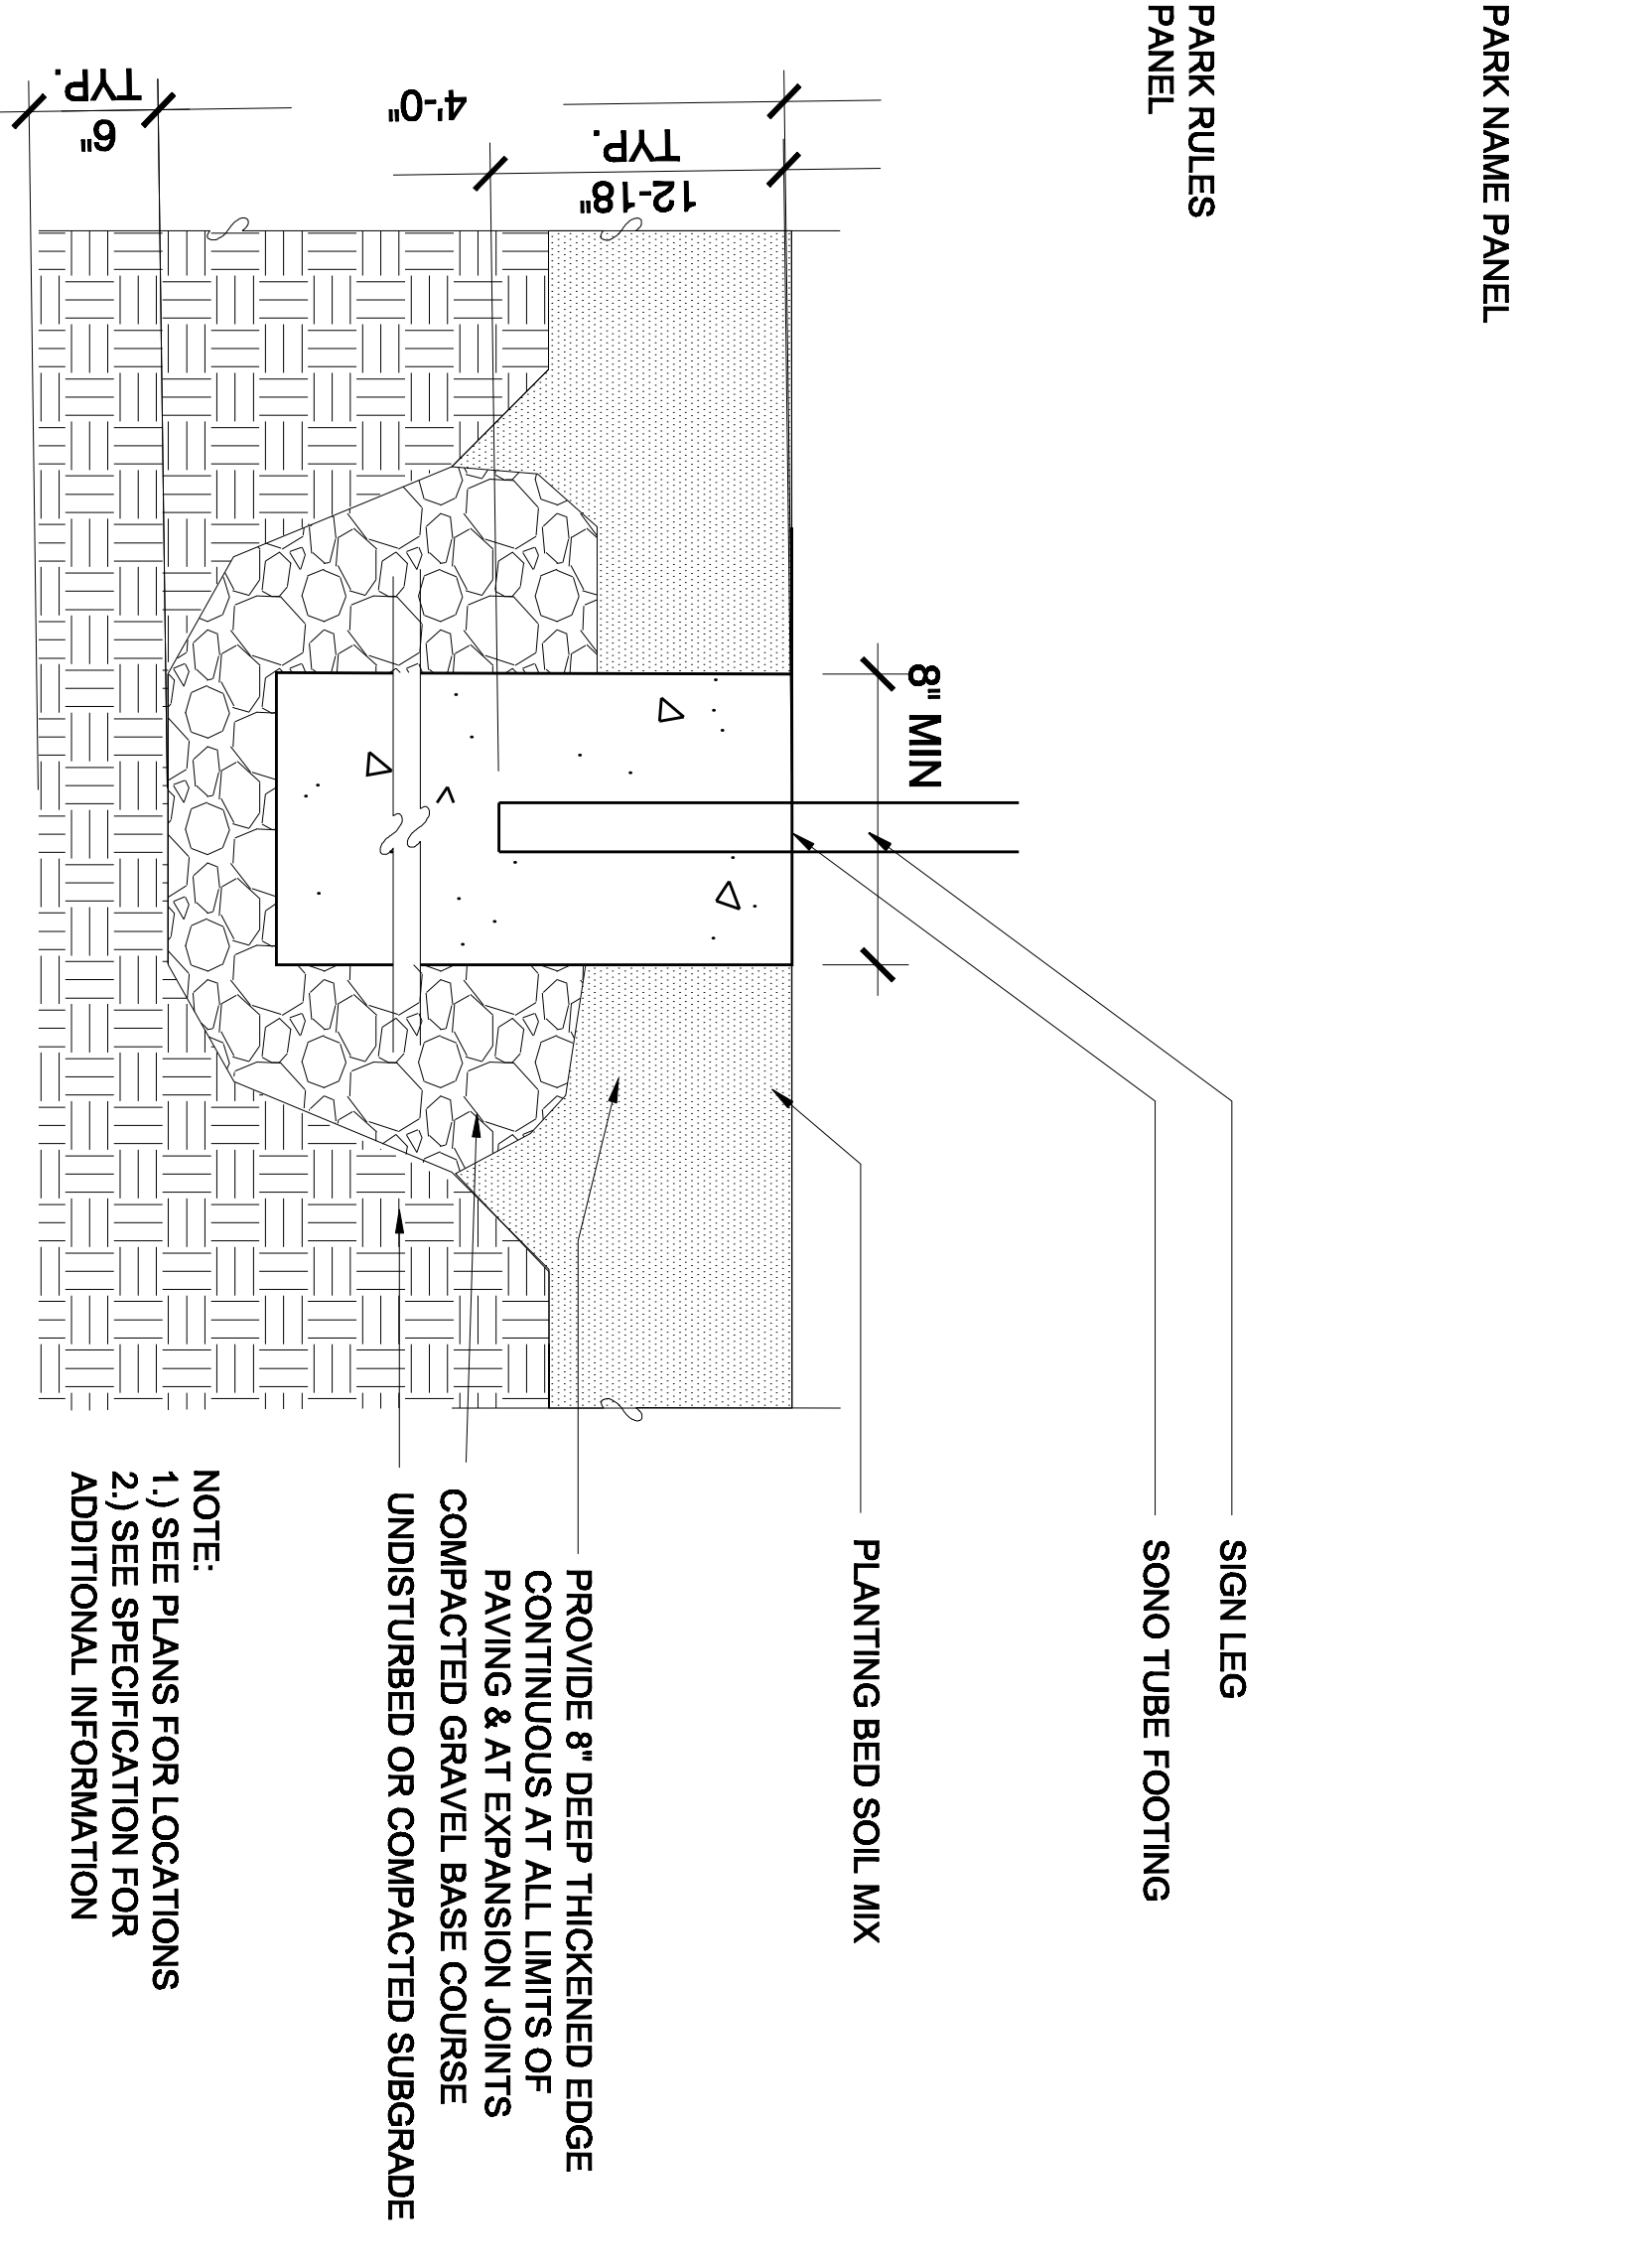 PARK NAME PANEL
PARK RULES
PANEL
SIGN LEG
SONO TUBE FOOTING
8" MIN
PLANTING BED SOIL MIX
4'-0"
12-18"
TYP.
6"
TYP.
PROVIDE 8" DEEP THICKENED EDGE
CONTINUOUS AT ALL LIMITS OF
PAVING & AT EXPANSION JOINTS
COMPACTED GRAVEL BASE COURSE
UNDISTURBED OR COMPACTED SUBGRADE
NOTE:
1.) SEE PLANS FOR LOCATIONS
2.) SEE SPECIFICATION FOR
ADDITIONAL INFORMATION